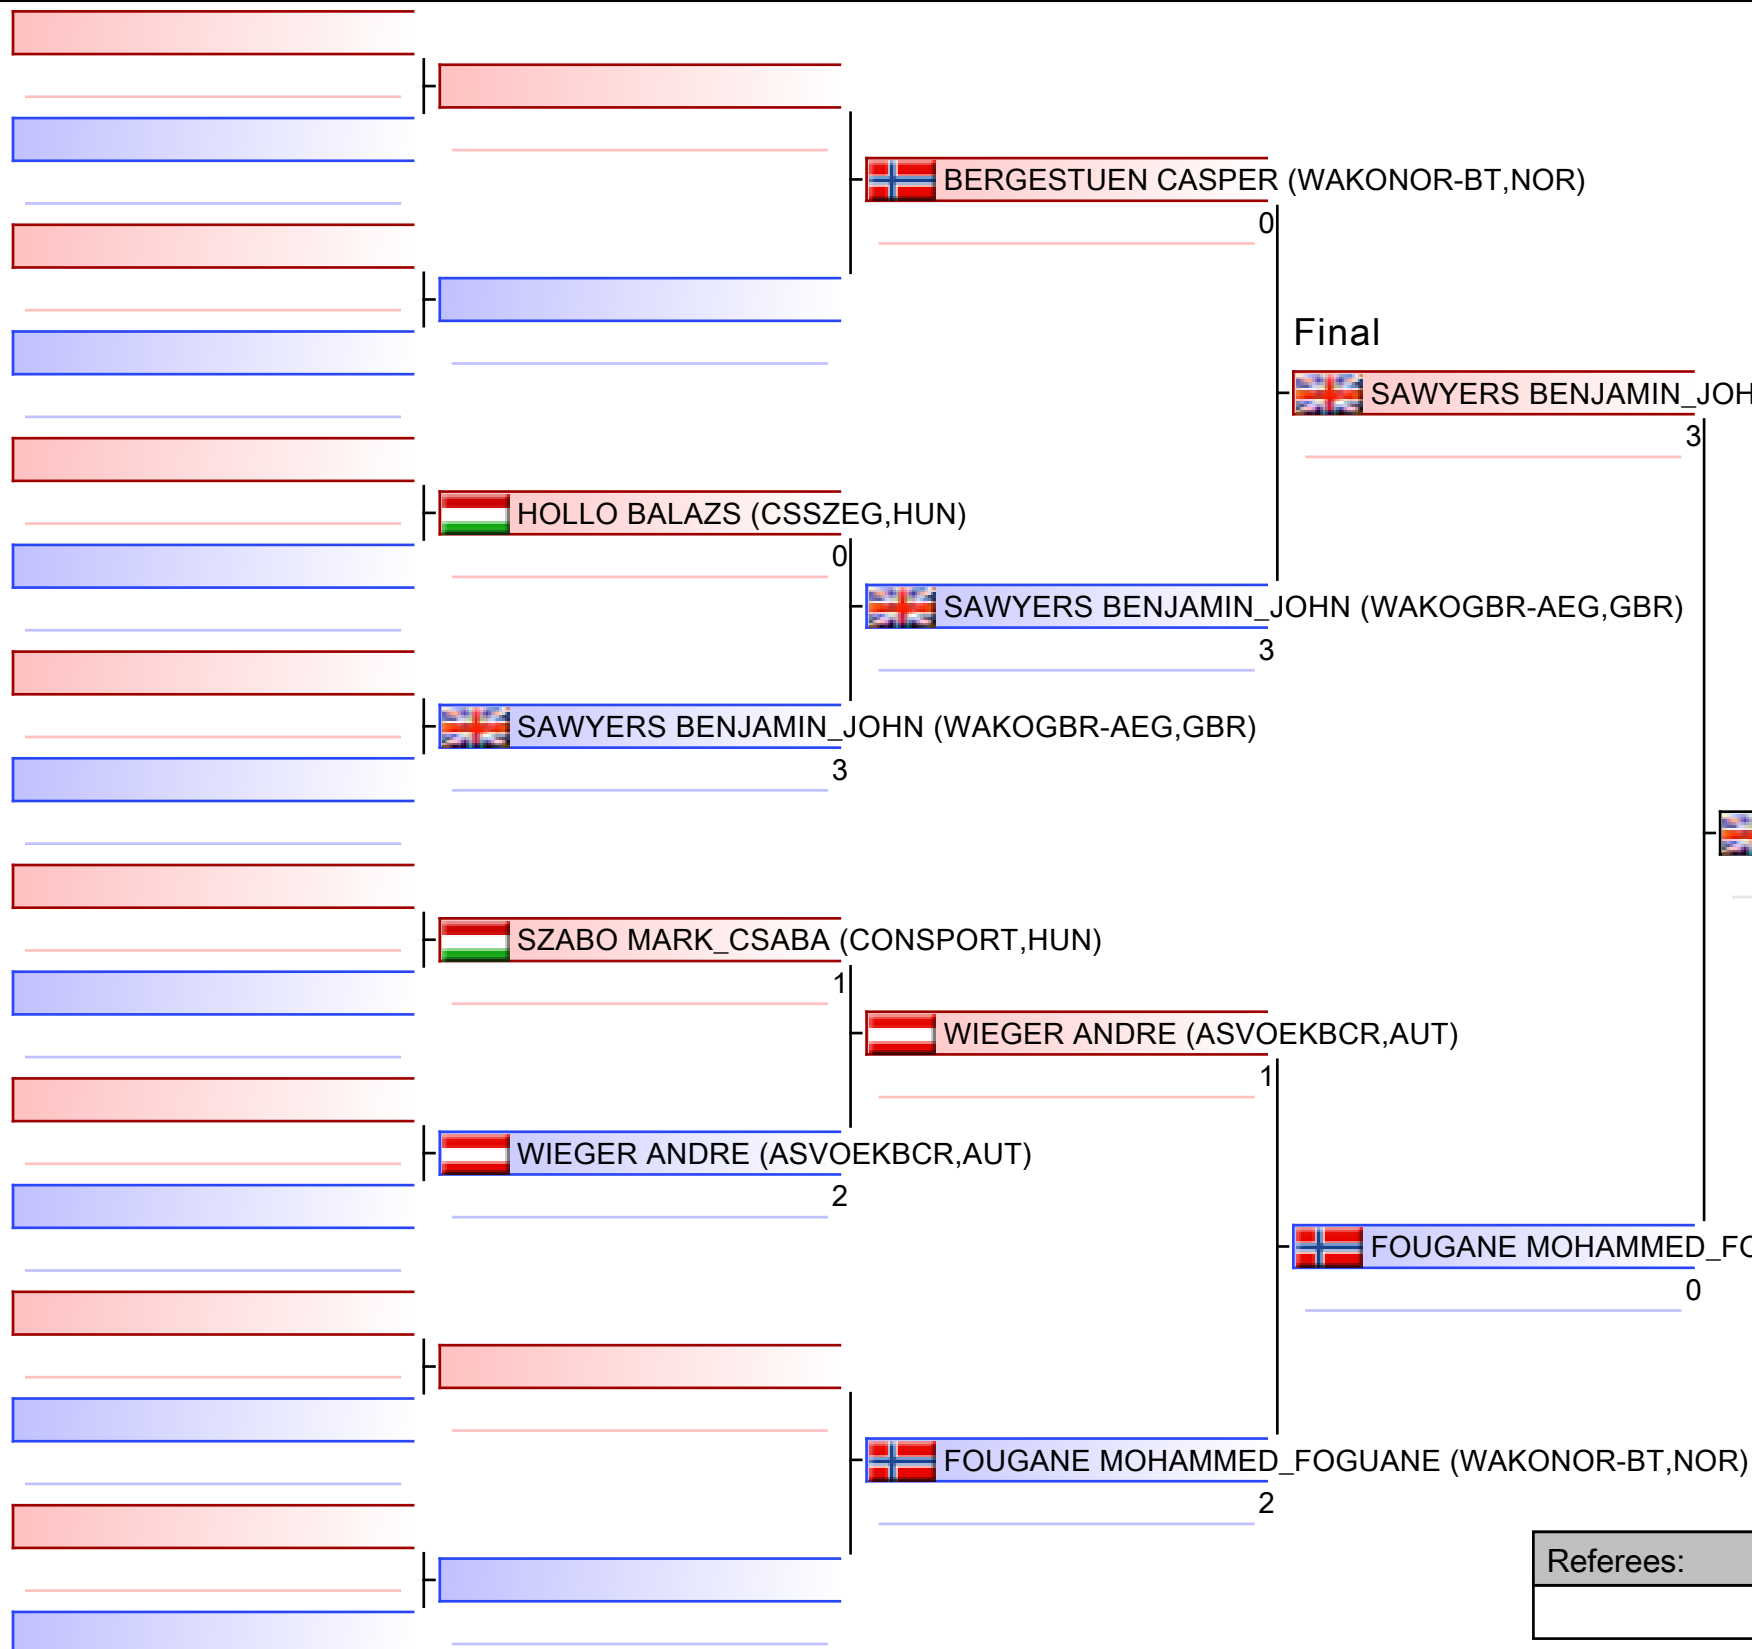 BERGESTUEN CASPER (WAKONOR-BT,NOR)
0
Final
SAWYERS BENJAMIN_JOH
3
HOLLO BALAZS (CSSZEG,HUN)
0
SAWYERS BENJAMIN_JOHN (WAKOGBR-AEG,GBR)
3
SAWYERS BENJAMIN_JOHN (WAKOGBR-AEG,GBR)
3
SZABO MARK_CSABA (CONSPORT,HUN)
1
WIEGER ANDRE (ASVOEKBCR,AUT)
1
WIEGER ANDRE (ASVOEKBCR,AUT)
2
FOUGANE MOHAMMED_FO
0
FOUGANE MOHAMMED_FOGUANE (WAKONOR-BT,NOR)
2
Referees: